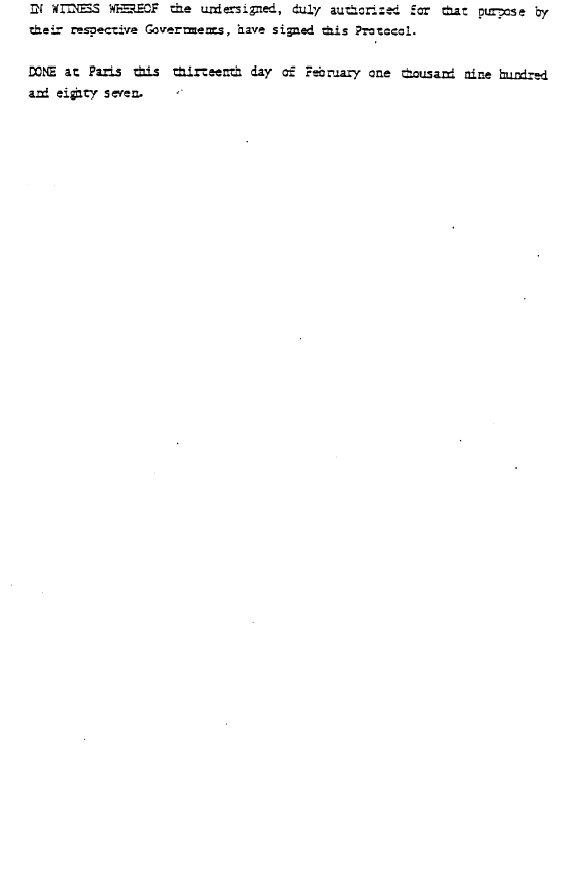 IN WITNESS WHEREOF the undersigned, duly authorized for that purpose by
their respective Governments, have signed this Protocol.
DONE at Paris this thirteenth day of February one thousand nine hundred
and eighty seven.